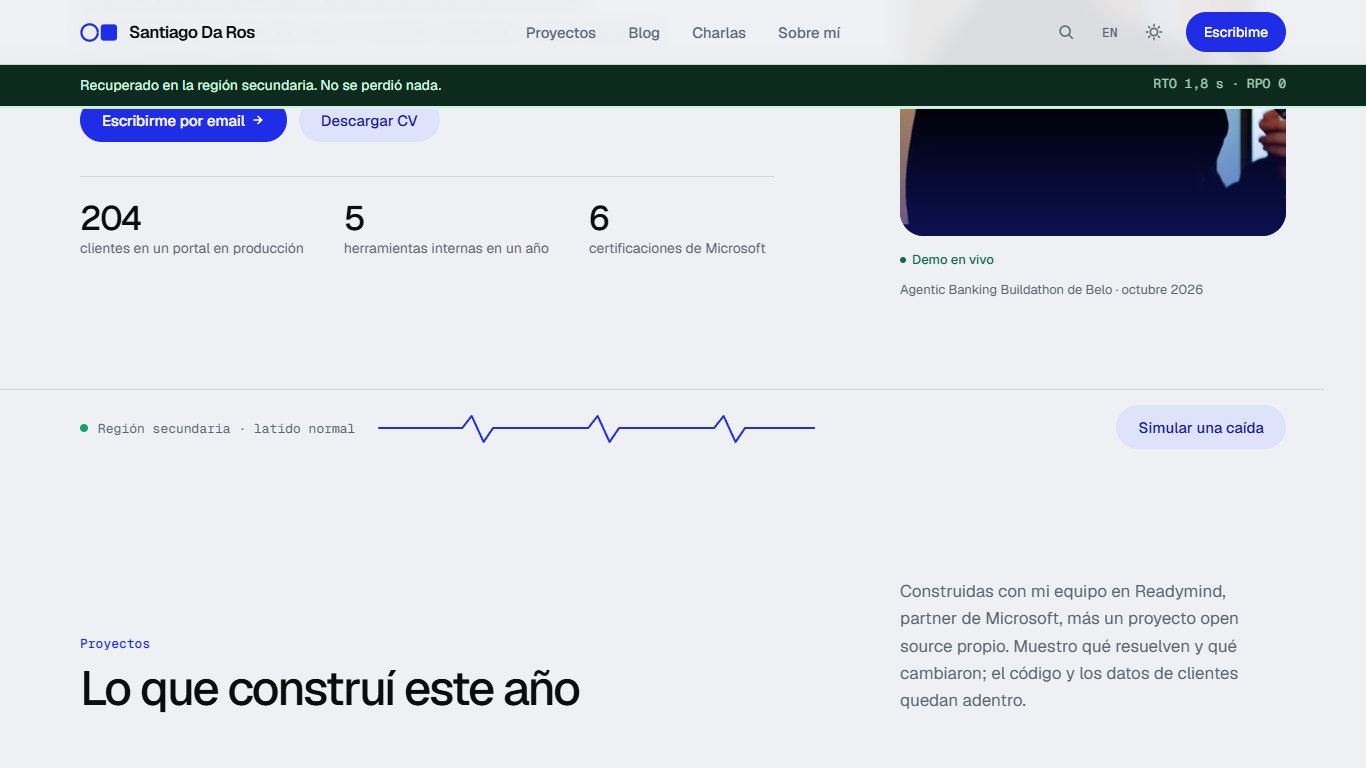 Santiago Da Ros
Proyectos Blog Charlas Sobre mí
EN
Escribime
Recuperado en la región secundaria. No se perdió nada.
RTO 1,8 s · RPO 0
Escribirme por email →
Descargar CV
204
clientes en un portal en producción
5
herramientas internas en un año
6
certificaciones de Microsoft
Demo en vivo
Agentic Banking Buildathon de Belo · octubre 2026
Región secundaria · latido normal
Simular una caída
Proyectos
Lo que construí este año
Construidas con mi equipo en Readymind,
partner de Microsoft, más un proyecto open
source propio. Muestro qué resuelven y qué
cambiaron; el código y los datos de clientes
quedan adentro.